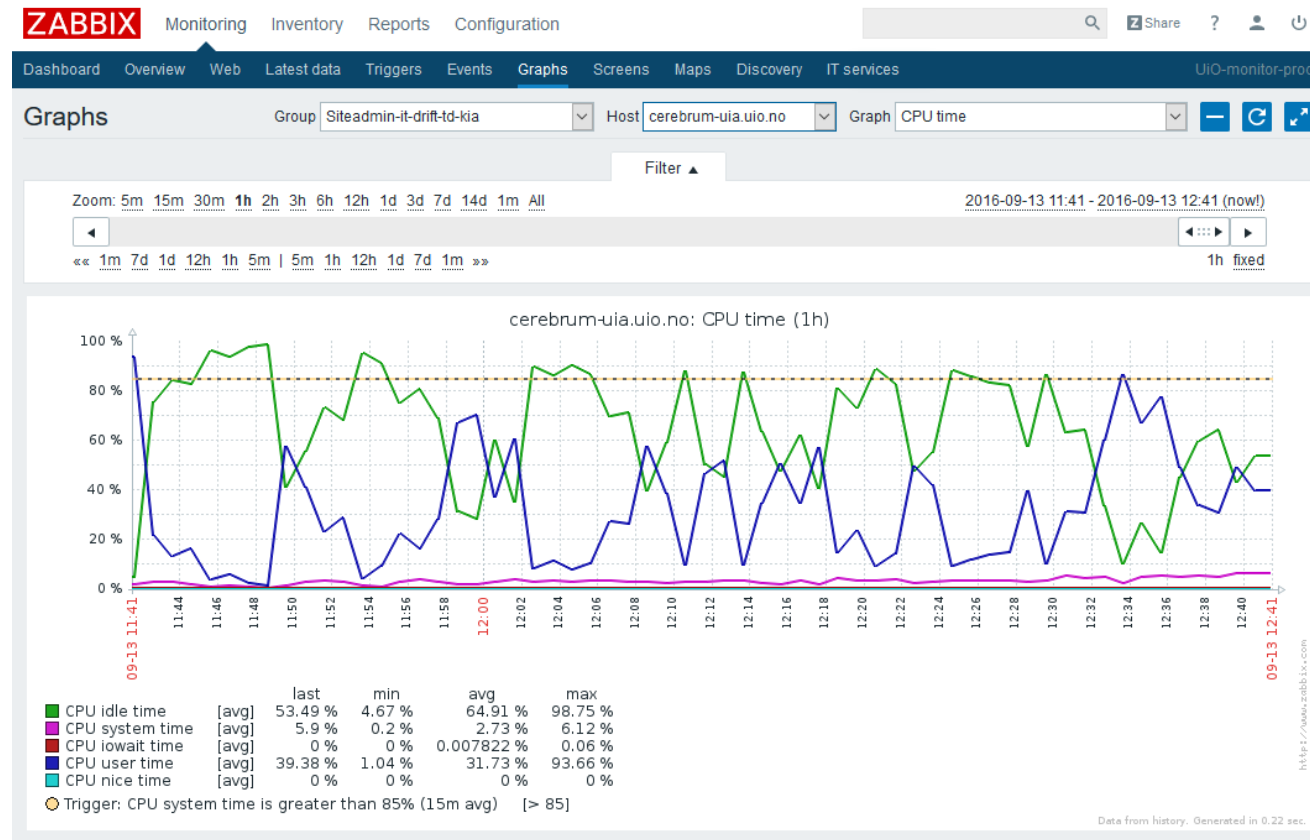 ZABBIX Monitoring Inventory Reports Configuration Z Share ?
Dashboard Overview Web Latest data Triggers Events Graphs Screens Maps Discovery IT services UiO-monitor-prod
Graphs Group Siteadmin-it-drift-td-kia Host cerebrum-uia.uio.no Graph CPU time
Filter ▲
Zoom: 5m 15m 30m 1h 2h 3h 6h 12h 1d 3d 7d 14d 1m All 2016-09-13 11:41 - 2016-09-13 12:41 (now!)
«« 1m 7d 1d 12h 1h 5m | 5m 1h 12h 1d 7d 1m »» 1h fixed
cerebrum-uia.uio.no: CPU time (1h)
100 %
80 %
60 %
40 %
20 %
0 %
09-13 11:41 11:44 11:46 11:48 11:50 11:52 11:54 11:56 11:58 12:00 12:02 12:04 12:06 12:08 12:10 12:12 12:14 12:16 12:18 12:20 12:22 12:24 12:26 12:28 12:30 12:32 12:34 12:36 12:38 12:40 09-13 12:41
http://www.zabbix.com
last min avg max
CPU idle time [avg] 53.49 % 4.67 % 64.91 % 98.75 %
CPU system time [avg] 5.9 % 0.2 % 2.73 % 6.12 %
CPU iowait time [avg] 0 % 0 % 0.007822 % 0.06 %
CPU user time [avg] 39.38 % 1.04 % 31.73 % 93.66 %
CPU nice time [avg] 0 % 0 % 0 % 0 %
Trigger: CPU system time is greater than 85% (15m avg) [> 85]
Data from history. Generated in 0.22 sec.